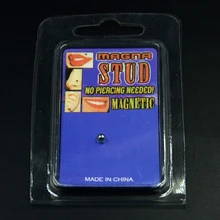 MAGNA
STUD
NO PIERCING NEEDED!
MAGNETIC
MADE IN CHINA